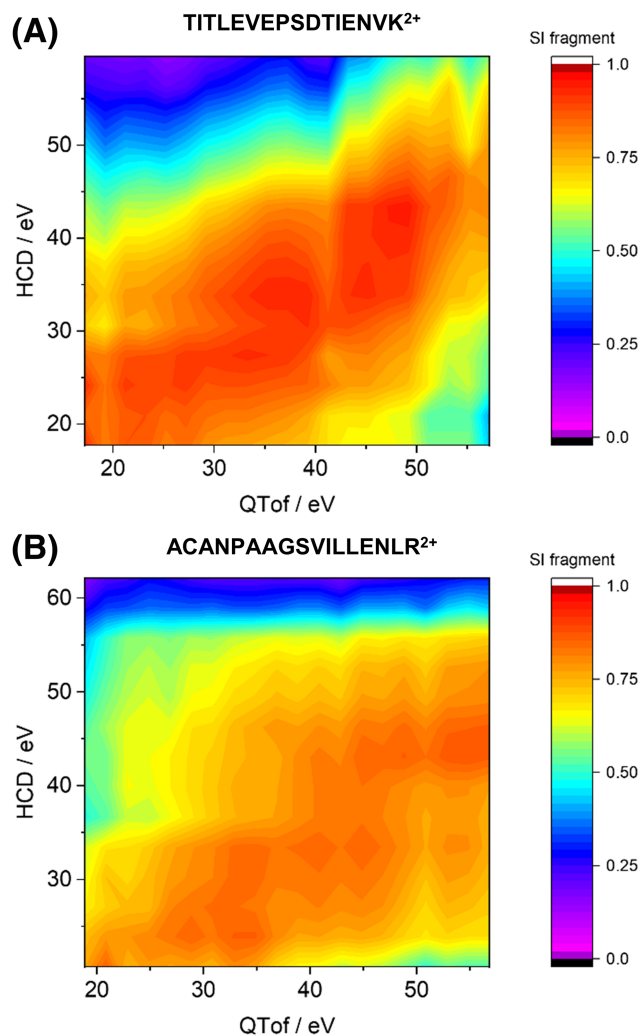 (A)
TITLEVEPSDTIENVK2+
SI fragment
1.0
0.75
0.50
0.25
0.0
50
40
30
20
HCD / eV
20 30 40 50
QTof / eV
(B)
ACANPAAGSVILLENLR2+
SI fragment
1.0
0.75
0.50
0.25
0.0
60
50
40
30
HCD / eV
20 30 40 50
QTof / eV